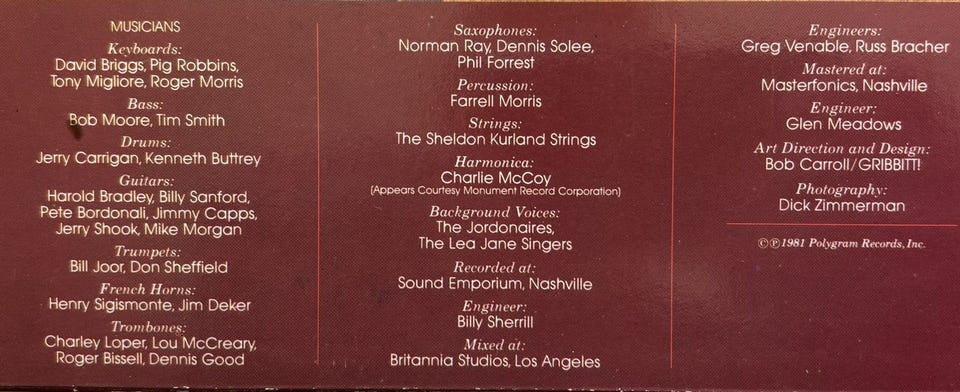 MUSICIANS
Keyboards:
David Briggs, Pig Robbins,
Tony Migliore, Roger Morris
Bass:
Bob Moore, Tim Smith
Drums:
Jerry Carrigan, Kenneth Buttrey
Guitars:
Harold Bradley, Billy Sanford,
Pete Bordonali, Jimmy Capps,
Jerry Shook, Mike Morgan
Trumpets:
Bill Joor, Don Sheffield
French Horns:
Henry Sigismonte, Jim Deker
Trombones:
Charley Loper, Lou McCreary,
Roger Bissell, Dennis Good
Saxophones:
Norman Ray, Dennis Solee,
Phil Forrest
Percussion:
Farrell Morris
Strings:
The Sheldon Kurland Strings
Harmonica:
Charlie McCoy
(Appears Courtesy Monument Record Corporation)
Background Voices:
The Jordonaires,
The Lea Jane Singers
Recorded at:
Sound Emporium, Nashville
Engineer:
Billy Sherrill
Mixed at:
Britannia Studios, Los Angeles
Engineers:
Greg Venable, Russ Bracher
Mastered at:
Masterfonics, Nashville
Engineer:
Glen Meadows
Art Direction and Design:
Bob Carroll/GRIBBITT!
Photography:
Dick Zimmerman
©℗1981 Polygram Records, Inc.